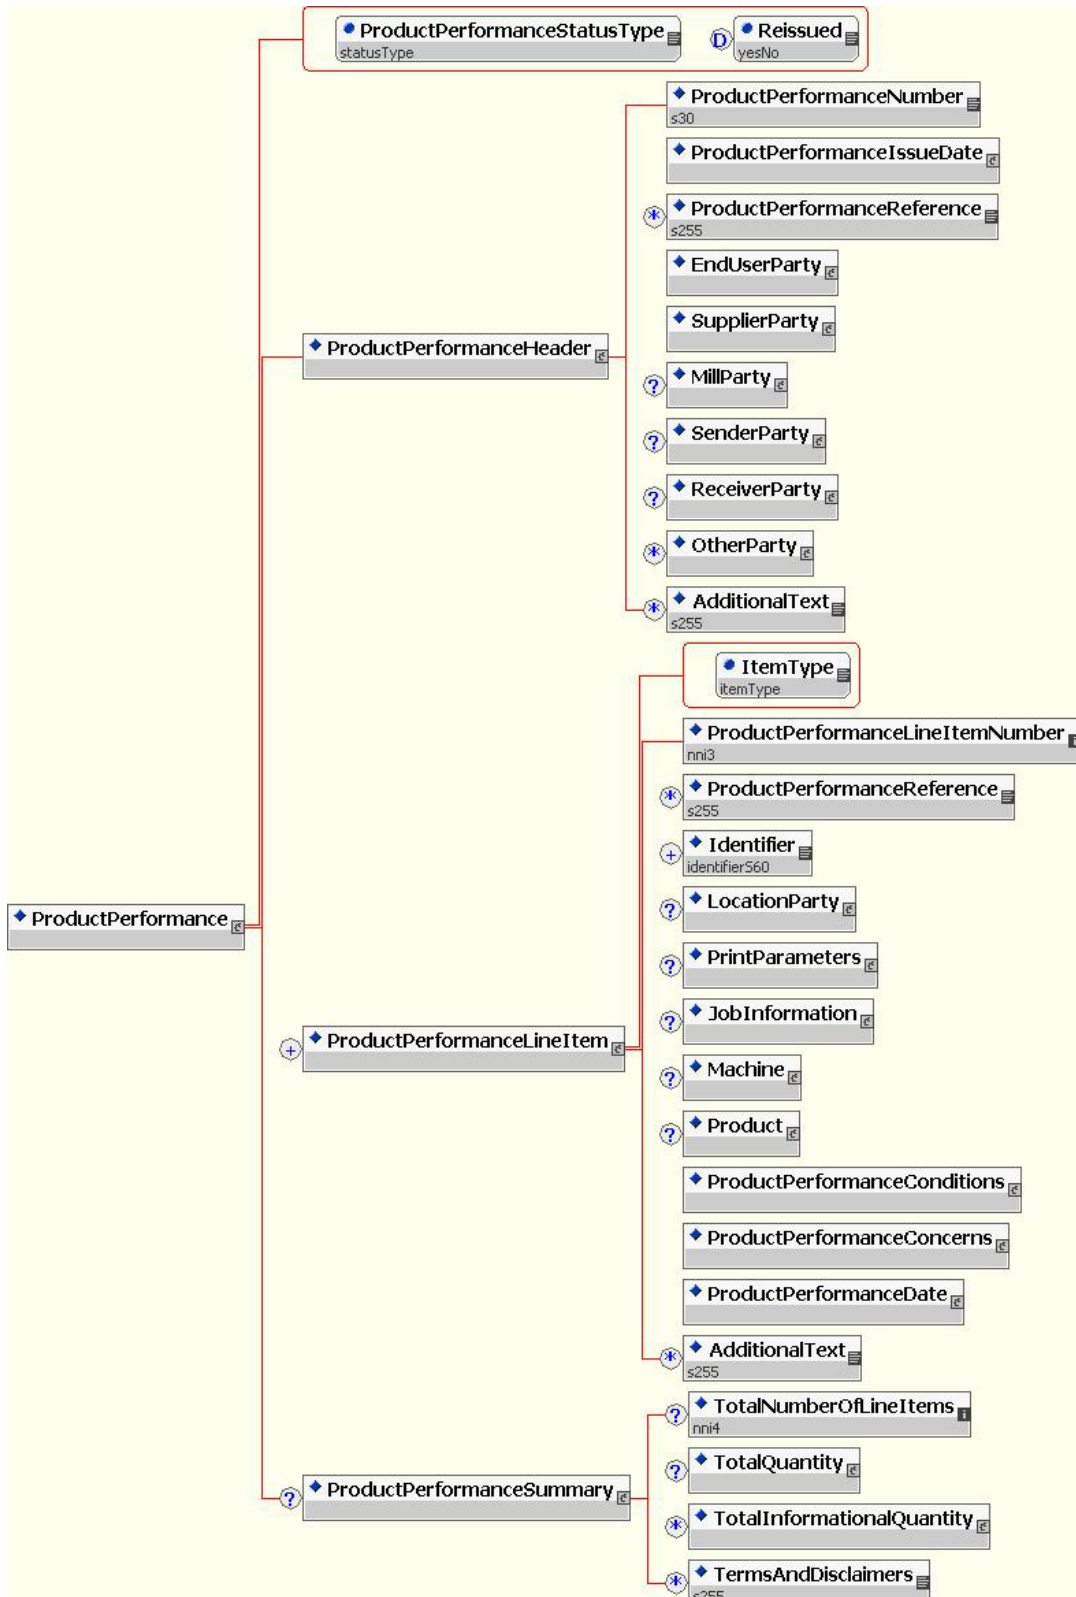 ProductPerformanceStatusType
statusType
D
Reissued
yesNo
ProductPerformanceNumber
s30
ProductPerformanceIssueDate
*
ProductPerformanceReference
s255
EndUserParty
SupplierParty
ProductPerformanceHeader
?
MillParty
?
SenderParty
?
ReceiverParty
*
OtherParty
*
AdditionalText
s255
ItemType
itemType
ProductPerformanceLineItemNumber
nni3
*
ProductPerformanceReference
s255
+
Identifier
identifierS60
?
LocationParty
ProductPerformance
?
PrintParameters
?
JobInformation
+
ProductPerformanceLineItem
?
Machine
?
Product
ProductPerformanceConditions
ProductPerformanceConcerns
ProductPerformanceDate
*
AdditionalText
s255
?
TotalNumberOfLineItems
nni4
?
TotalQuantity
?
ProductPerformanceSummary
*
TotalInformationalQuantity
*
TermsAndDisclaimers
s255